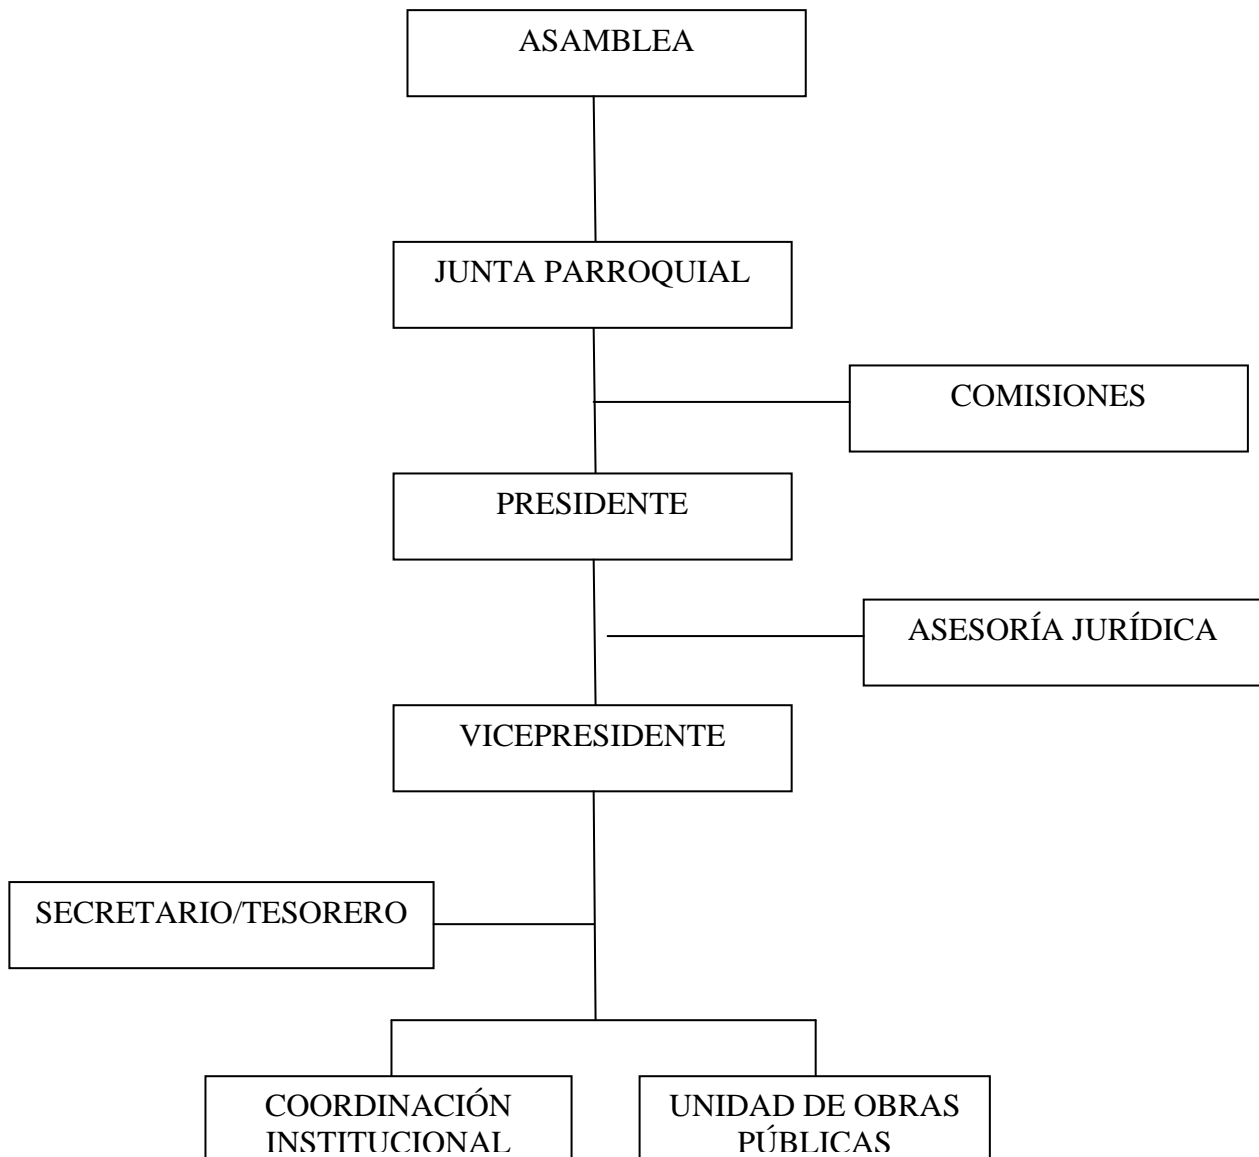 ASAMBLEA
JUNTA PARROQUIAL
COMISIONES
PRESIDENTE
ASESORÍA JURÍDICA
VICEPRESIDENTE
SECRETARIO/TESORERO
COORDINACIÓN
INSTITUCIONAL
UNIDAD DE OBRAS
PÚBLICAS